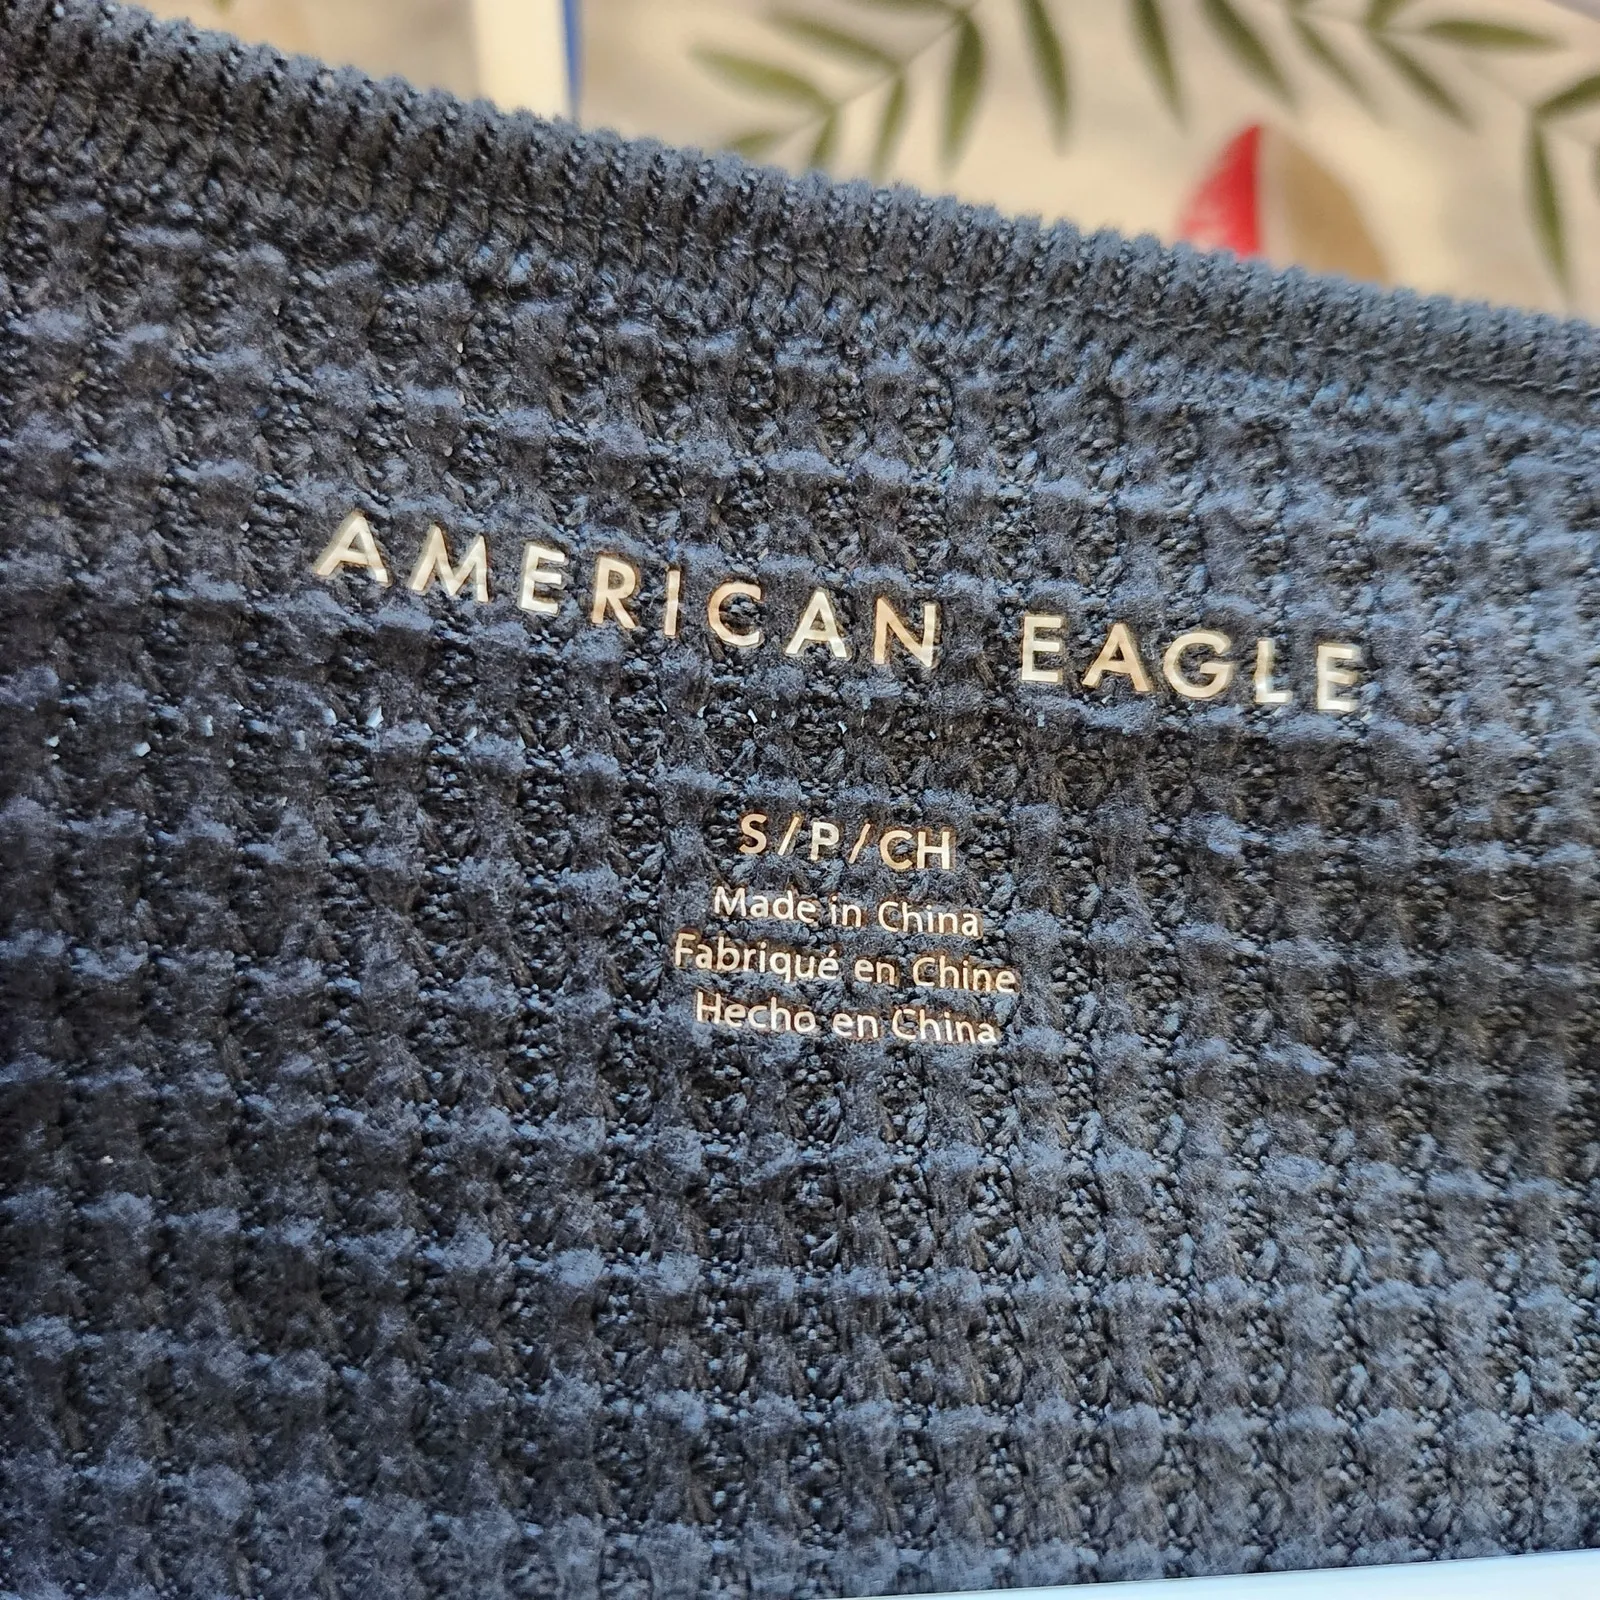 AMERICAN EAGLE
S/P/CH
Made in China
Fabriqué en Chine
Hecho en China